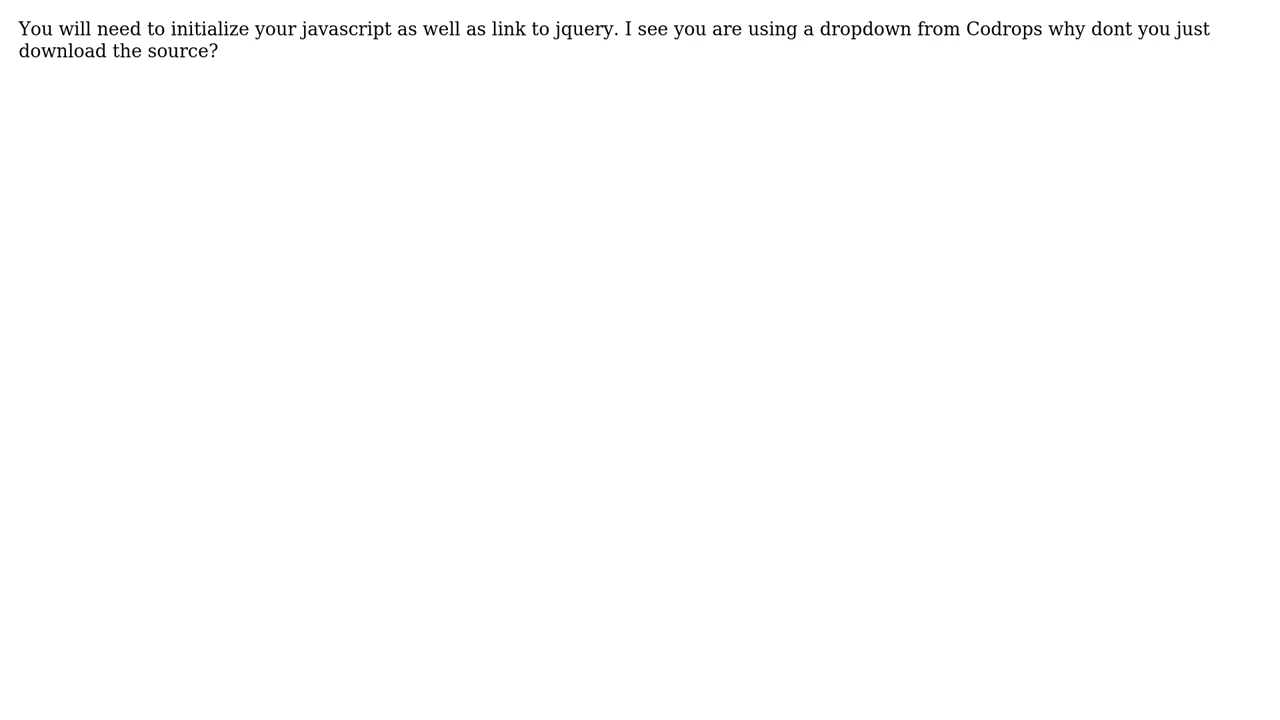 You will need to initialize your javascript as well as link to jquery. I see you are using a dropdown from Codrops why dont you just
download the source?